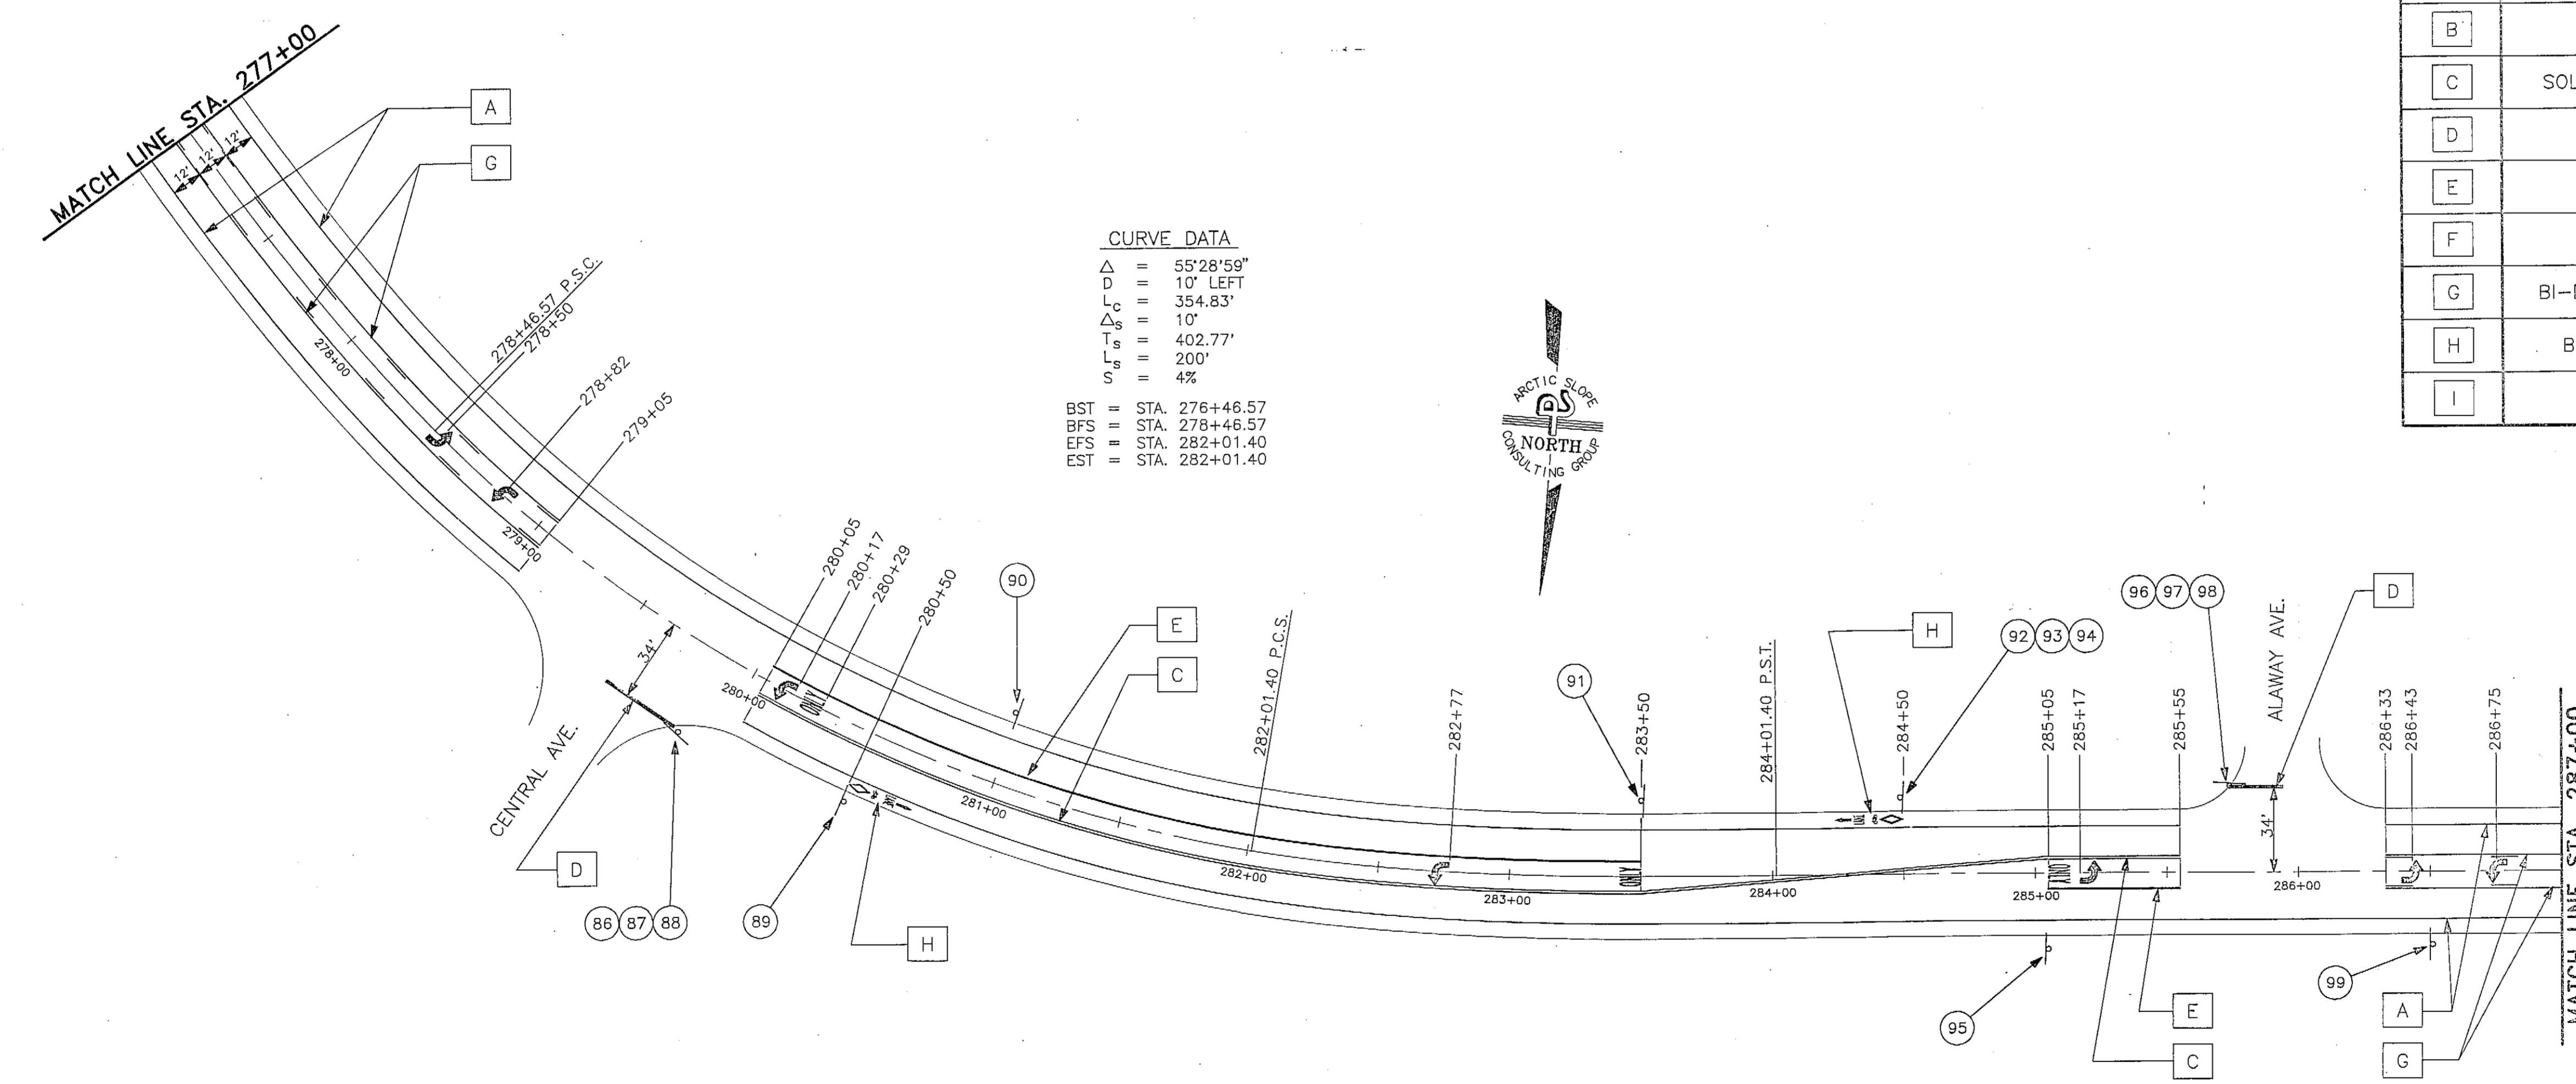 MATCH LINE STA. 277+00
12'
12'
12'
A
G
278+00
278+46.57 P.S.C.
278+50
278+82
279+05
279+00
CURVE DATA
Δ = 55°28'59"
D = 10° LEFT
Lc = 354.83'
Δs = 10°
Ts = 402.77'
Ls = 200'
S = 4%
BST = STA. 276+46.57
BFS = STA. 278+46.57
EFS = STA. 282+01.40
EST = STA. 282+01.40
ARCTIC SLOPE
NORTH
CONSULTING GROUP
B
C SOL
D
E
F
G
H B
I
34'
CENTRAL AVE.
D
86 87 88
280+00
280+05
280+17
280+29
280+50
ONLY
89
H
90
E
C
281+00
282+01.40 P.C.S.
282+00
282+77
283+00
91
283+50
ONLY
284+01.40 P.S.T.
284+00
H
92 93 94
284+50
285+00
285+05
285+17
285+55
ONLY
95
96 97 98
ALAWAY AVE.
D
34'
286+00
286+33
286+43
286+75
99
E
C
A
G
MATCH LINE STA. 287+00